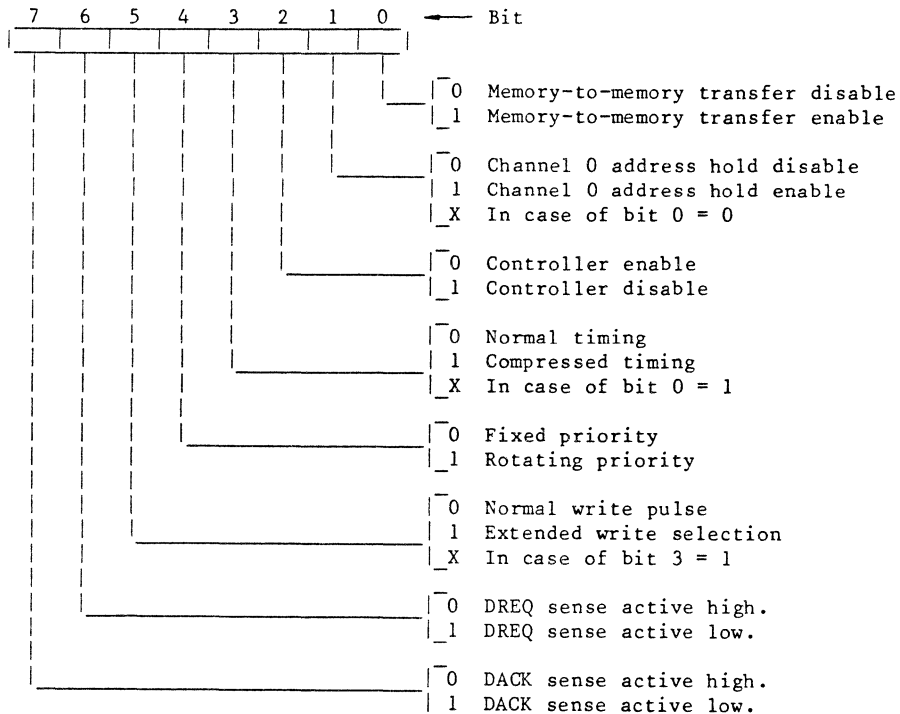 7 6 5 4 3 2 1 0 Bit
0 Memory-to-memory transfer disable
1 Memory-to-memory transfer enable
0 Channel 0 address hold disable
1 Channel 0 address hold enable
X In case of bit 0 = 0
0 Controller enable
1 Controller disable
0 Normal timing
1 Compressed timing
X In case of bit 0 = 1
0 Fixed priority
1 Rotating priority
0 Normal write pulse
1 Extended write selection
X In case of bit 3 = 1
0 DREQ sense active high.
1 DREQ sense active low.
0 DACK sense active high.
1 DACK sense active low.